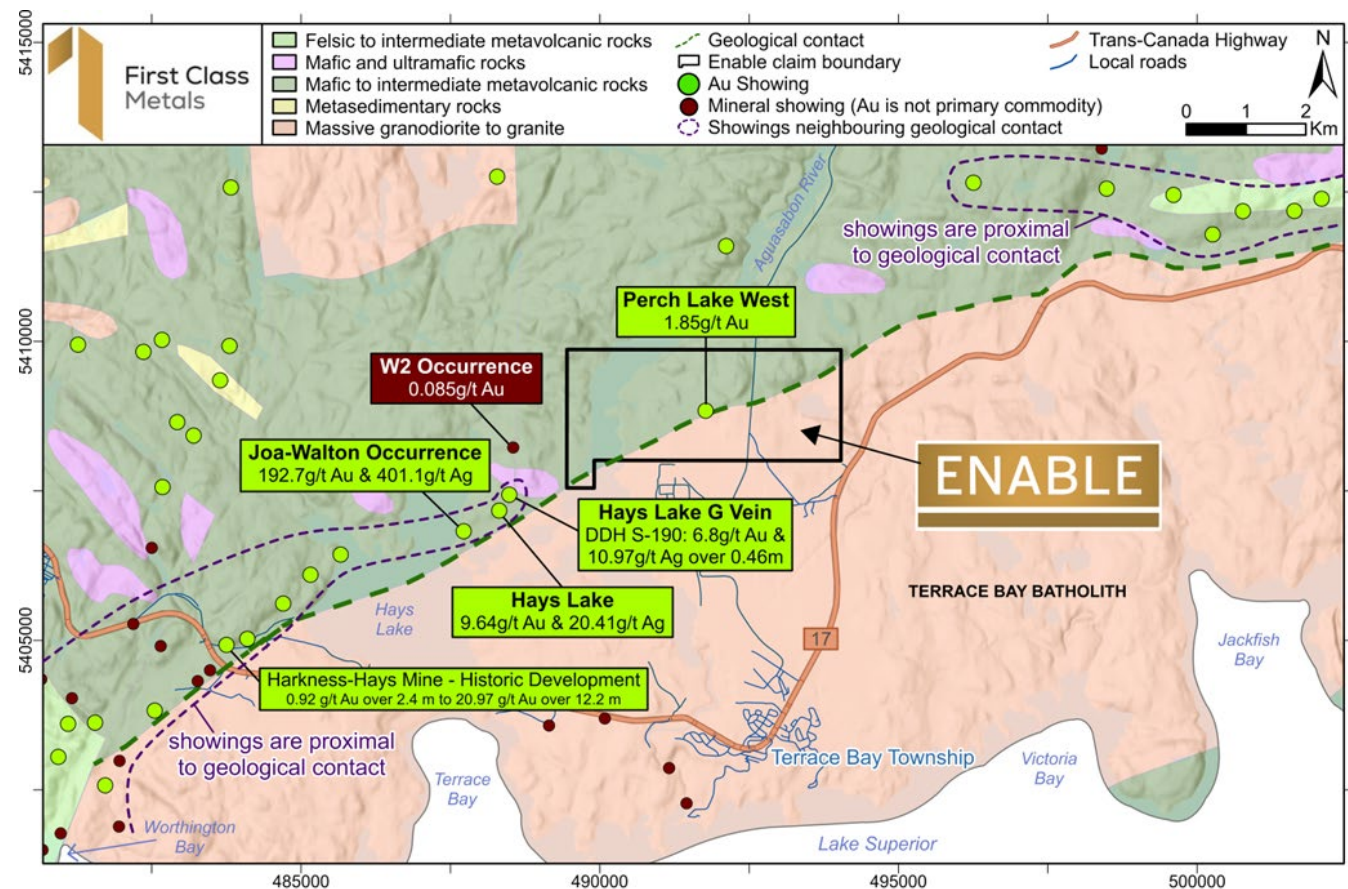 First Class
Metals
Felsic to intermediate metavolcanic rocks
Mafic and ultramafic rocks
Mafic to intermediate metavolcanic rocks
Metasedimentary rocks
Massive granodiorite to granite
Geological contact
Enable claim boundary
Au Showing
Mineral showing (Au is not primary commodity)
Showings neighbouring geological contact
Trans-Canada Highway
Local roads
N
0 1 2
Km
5415000
5410000
5405000
Aguasabon River
showings are proximal
to geological contact
Perch Lake West
1.85g/t Au
W2 Occurrence
0.085g/t Au
Joa-Walton Occurrence
192.7g/t Au & 401.1g/t Ag
ENABLE
Hays Lake G Vein
DDH S-190: 6.8g/t Au &
10.97g/t Ag over 0.46m
TERRACE BAY BATHOLITH
Hays Lake
9.64g/t Au & 20.41g/t Ag
Hays
Lake
17
Jackfish
Bay
Harkness-Hays Mine - Historic Development
0.92 g/t Au over 2.4 m to 20.97 g/t Au over 12.2 m
showings are proximal
to geological contact
Terrace Bay Township
Terrace
Bay
Victoria
Bay
Worthington
Bay
Lake Superior
485000
490000
495000
500000